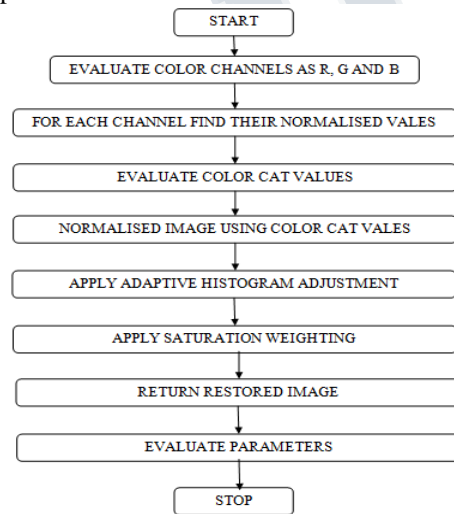 START
EVALUATE COLOR CHANNELS AS R, G AND B
FOR EACH CHANNEL FIND THEIR NORMALISED VALES
EVALUATE COLOR CAT VALUES
NORMALISED IMAGE USING COLOR CAT VALES
APPLY ADAPTIVE HISTOGRAM ADJUSTMENT
APPLY SATURATION WEIGHTING
RETURN RESTORED IMAGE
EVALUATE PARAMETERS
STOP